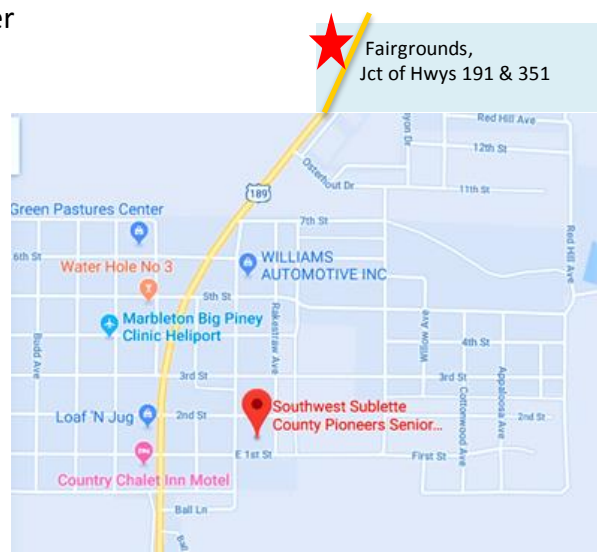 er
Fairgrounds,
Jct of Hwys 191 & 351
Red Hill Ave
12th St
Osterhout Dr
11th St
189
Green Pastures Center
7th St
6th St
WILLIAMS
AUTOMOTIVE INC
Red Hill Ave
Water Hole No 3
5th St
Marbleton Big Piney
Clinic Heliport
Rakestraw Ave
Willow Ave
4th St
Budd Ave
3rd St
3rd St
Appaloosa Ave
Cottonwood Ave
Southwest Sublette
County Pioneers Senior...
Loaf 'N Jug
2nd St
2nd St
E 1st St
First St
Country Chalet Inn Motel
Ball Ln